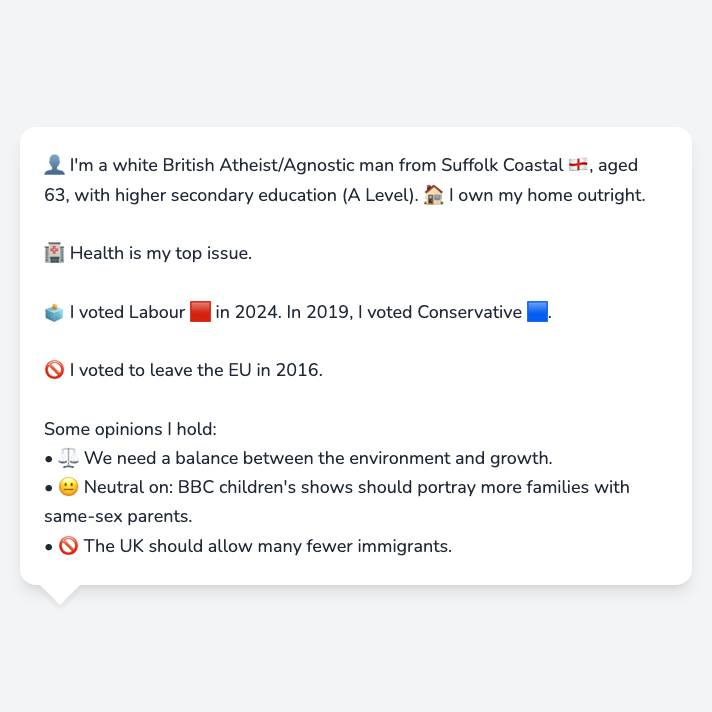 👤 I'm a white British Atheist/Agnostic man from Suffolk Coastal 🏴󠁧󠁢󠁥󠁮󠁧󠁿, aged
63, with higher secondary education (A Level). 🏠 I own my home outright.
🏥 Health is my top issue.
🗳️ I voted Labour 🟥 in 2024. In 2019, I voted Conservative 🟦.
🚫 I voted to leave the EU in 2016.
Some opinions I hold:
• ⚖️ We need a balance between the environment and growth.
• 😐 Neutral on: BBC children's shows should portray more families with
same-sex parents.
• 🚫 The UK should allow many fewer immigrants.